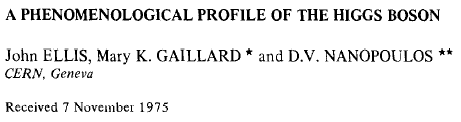 A PHENOMENOLOGICAL PROFILE OF THE HIGGS BOSON
John ELLIS, Mary K. GAILLARD * and D.V. NANOPOULOS **
CERN, Geneva
Received 7 November 1975